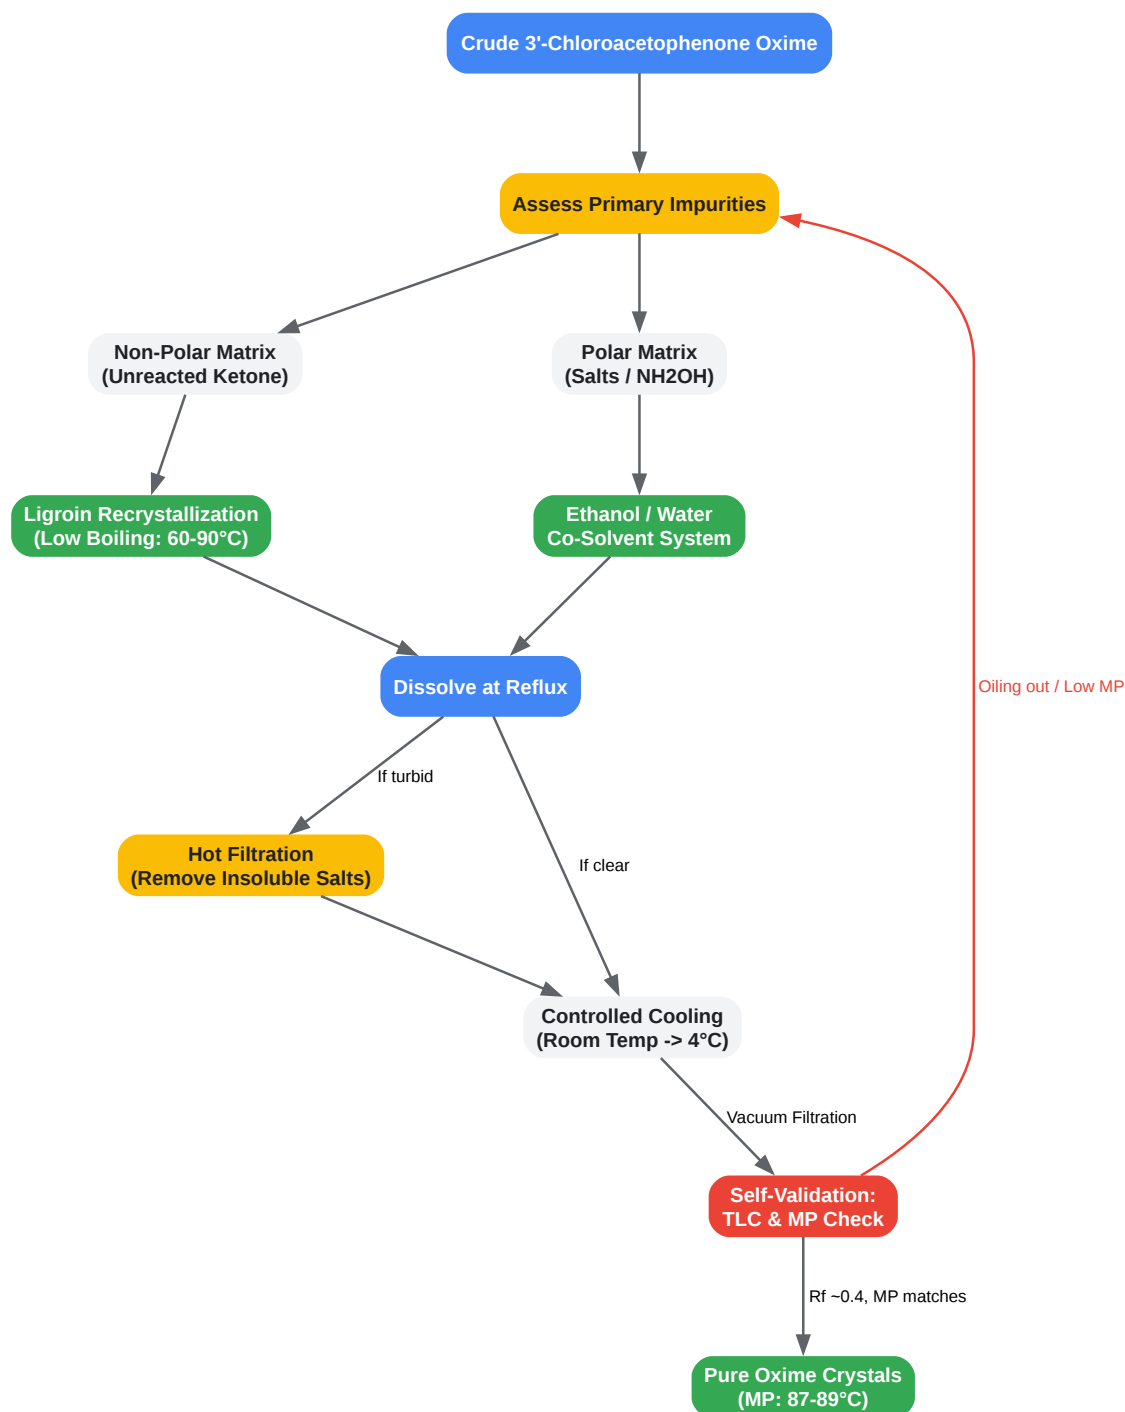 Crude 3'-Chloroacetophenone Oxime
Assess Primary Impurities
Non-Polar Matrix
(Unreacted Ketone)
Polar Matrix
(Salts / NH2OH)
Ligroin Recrystallization
(Low Boiling: 60-90°C)
Ethanol / Water
Co-Solvent System
Dissolve at Reflux
Oiling out / Low MP
If turbid
Hot Filtration
(Remove Insoluble Salts)
If clear
Controlled Cooling
(Room Temp -> 4°C)
Vacuum Filtration
Self-Validation:
TLC & MP Check
Rf ~0.4, MP matches
Pure Oxime Crystals
(MP: 87-89°C)